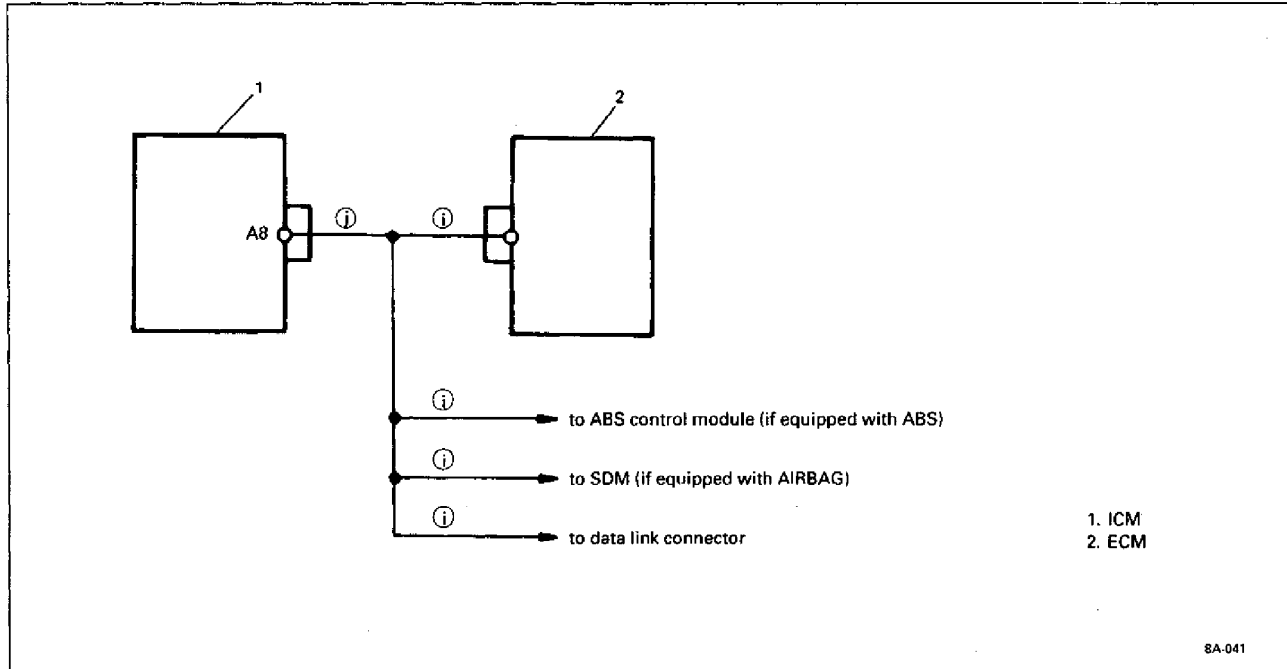 1
2
A8
ⓙ
ⓘ
ⓘ
to ABS control module (if equipped with ABS)
ⓘ
to SDM (if equipped with AIRBAG)
ⓘ
to data link connector
1. ICM
2. ECM
8A-041